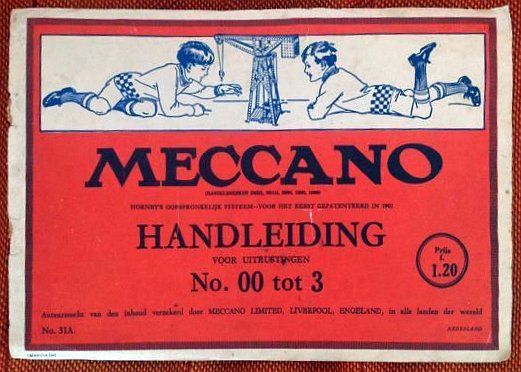 MECCANO
HORNBY'S OORSPRONKELIJK SYSTEEM--VOOR HET EERST GEPATENTEERD IN 1901
HANDLEIDING
VOOR UITRUSTINGEN
No. 00 tot 3
Prijs
f.
1.20
Auteursrecht van den inhoud verzekerd door MECCANO LIMITED, LIVERPOOL, ENGELAND, in alle landen der wereld
No. 31A.
NEDERLAND